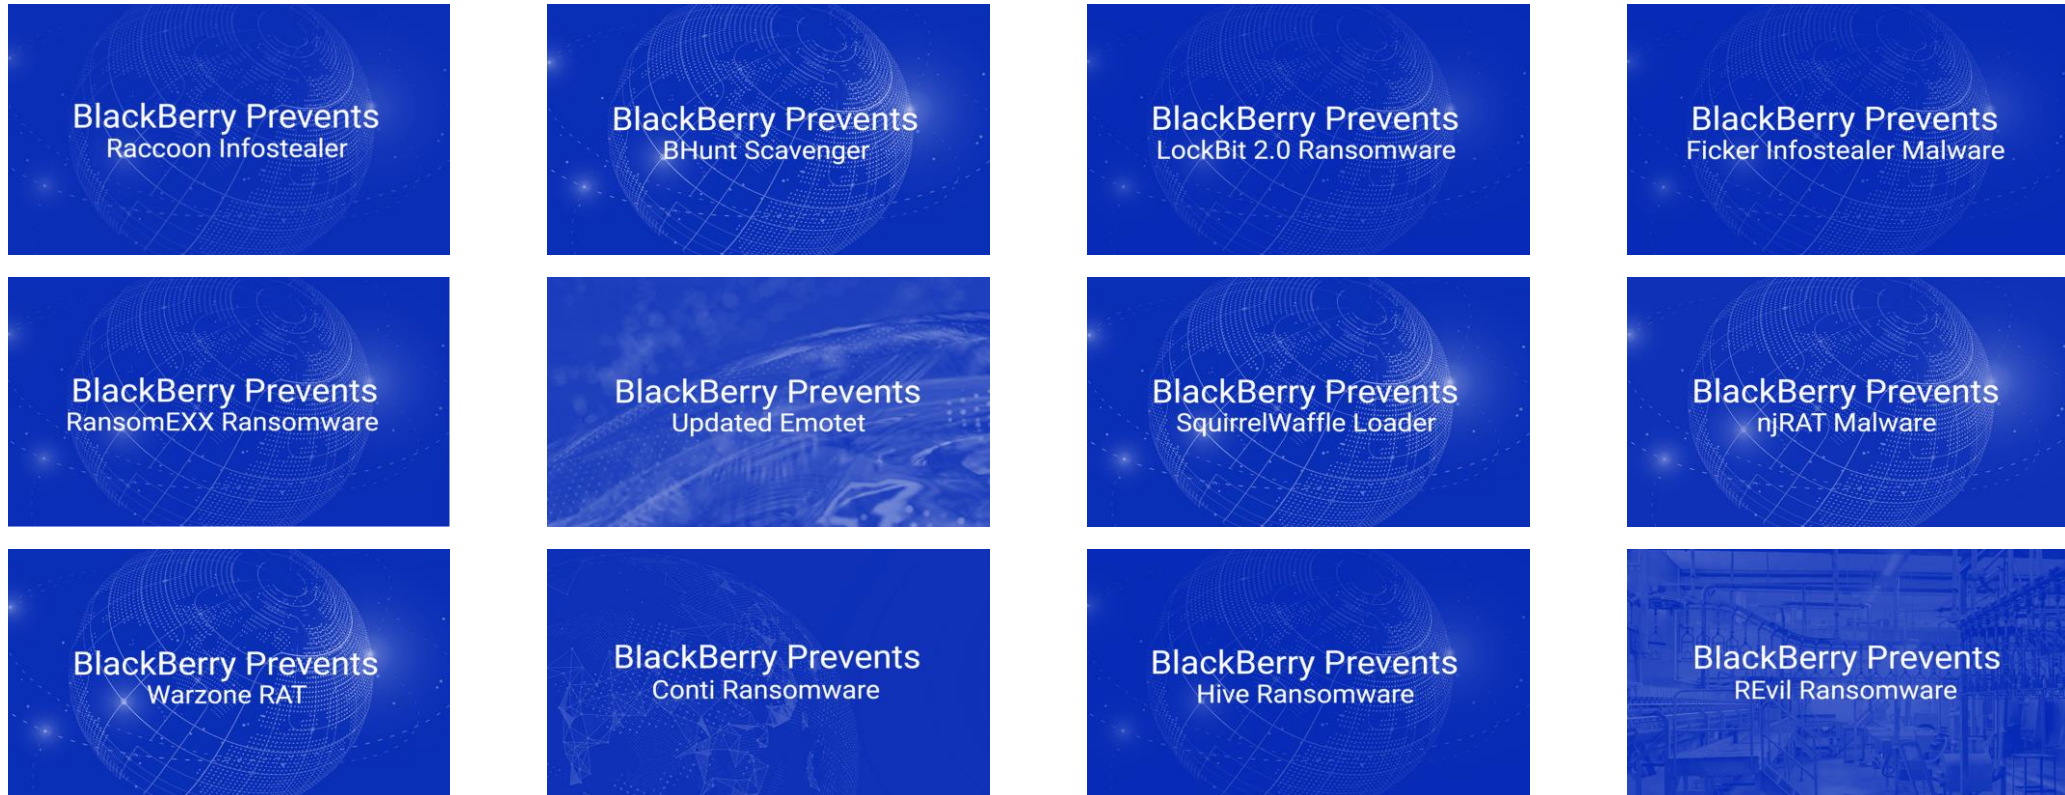 BlackBerry Prevents
Raccoon Infostealer
BlackBerry Prevents
BHunt Scavenger
BlackBerry Prevents
LockBit 2.0 Ransomware
BlackBerry Prevents
Ficker Infostealer Malware
BlackBerry Prevents
RansomEXX Ransomware
BlackBerry Prevents
Updated Emotet
BlackBerry Prevents
SquirrelWaffle Loader
BlackBerry Prevents
njRAT Malware
BlackBerry Prevents
Warzone RAT
BlackBerry Prevents
Conti Ransomware
BlackBerry Prevents
Hive Ransomware
BlackBerry Prevents
REvil Ransomware